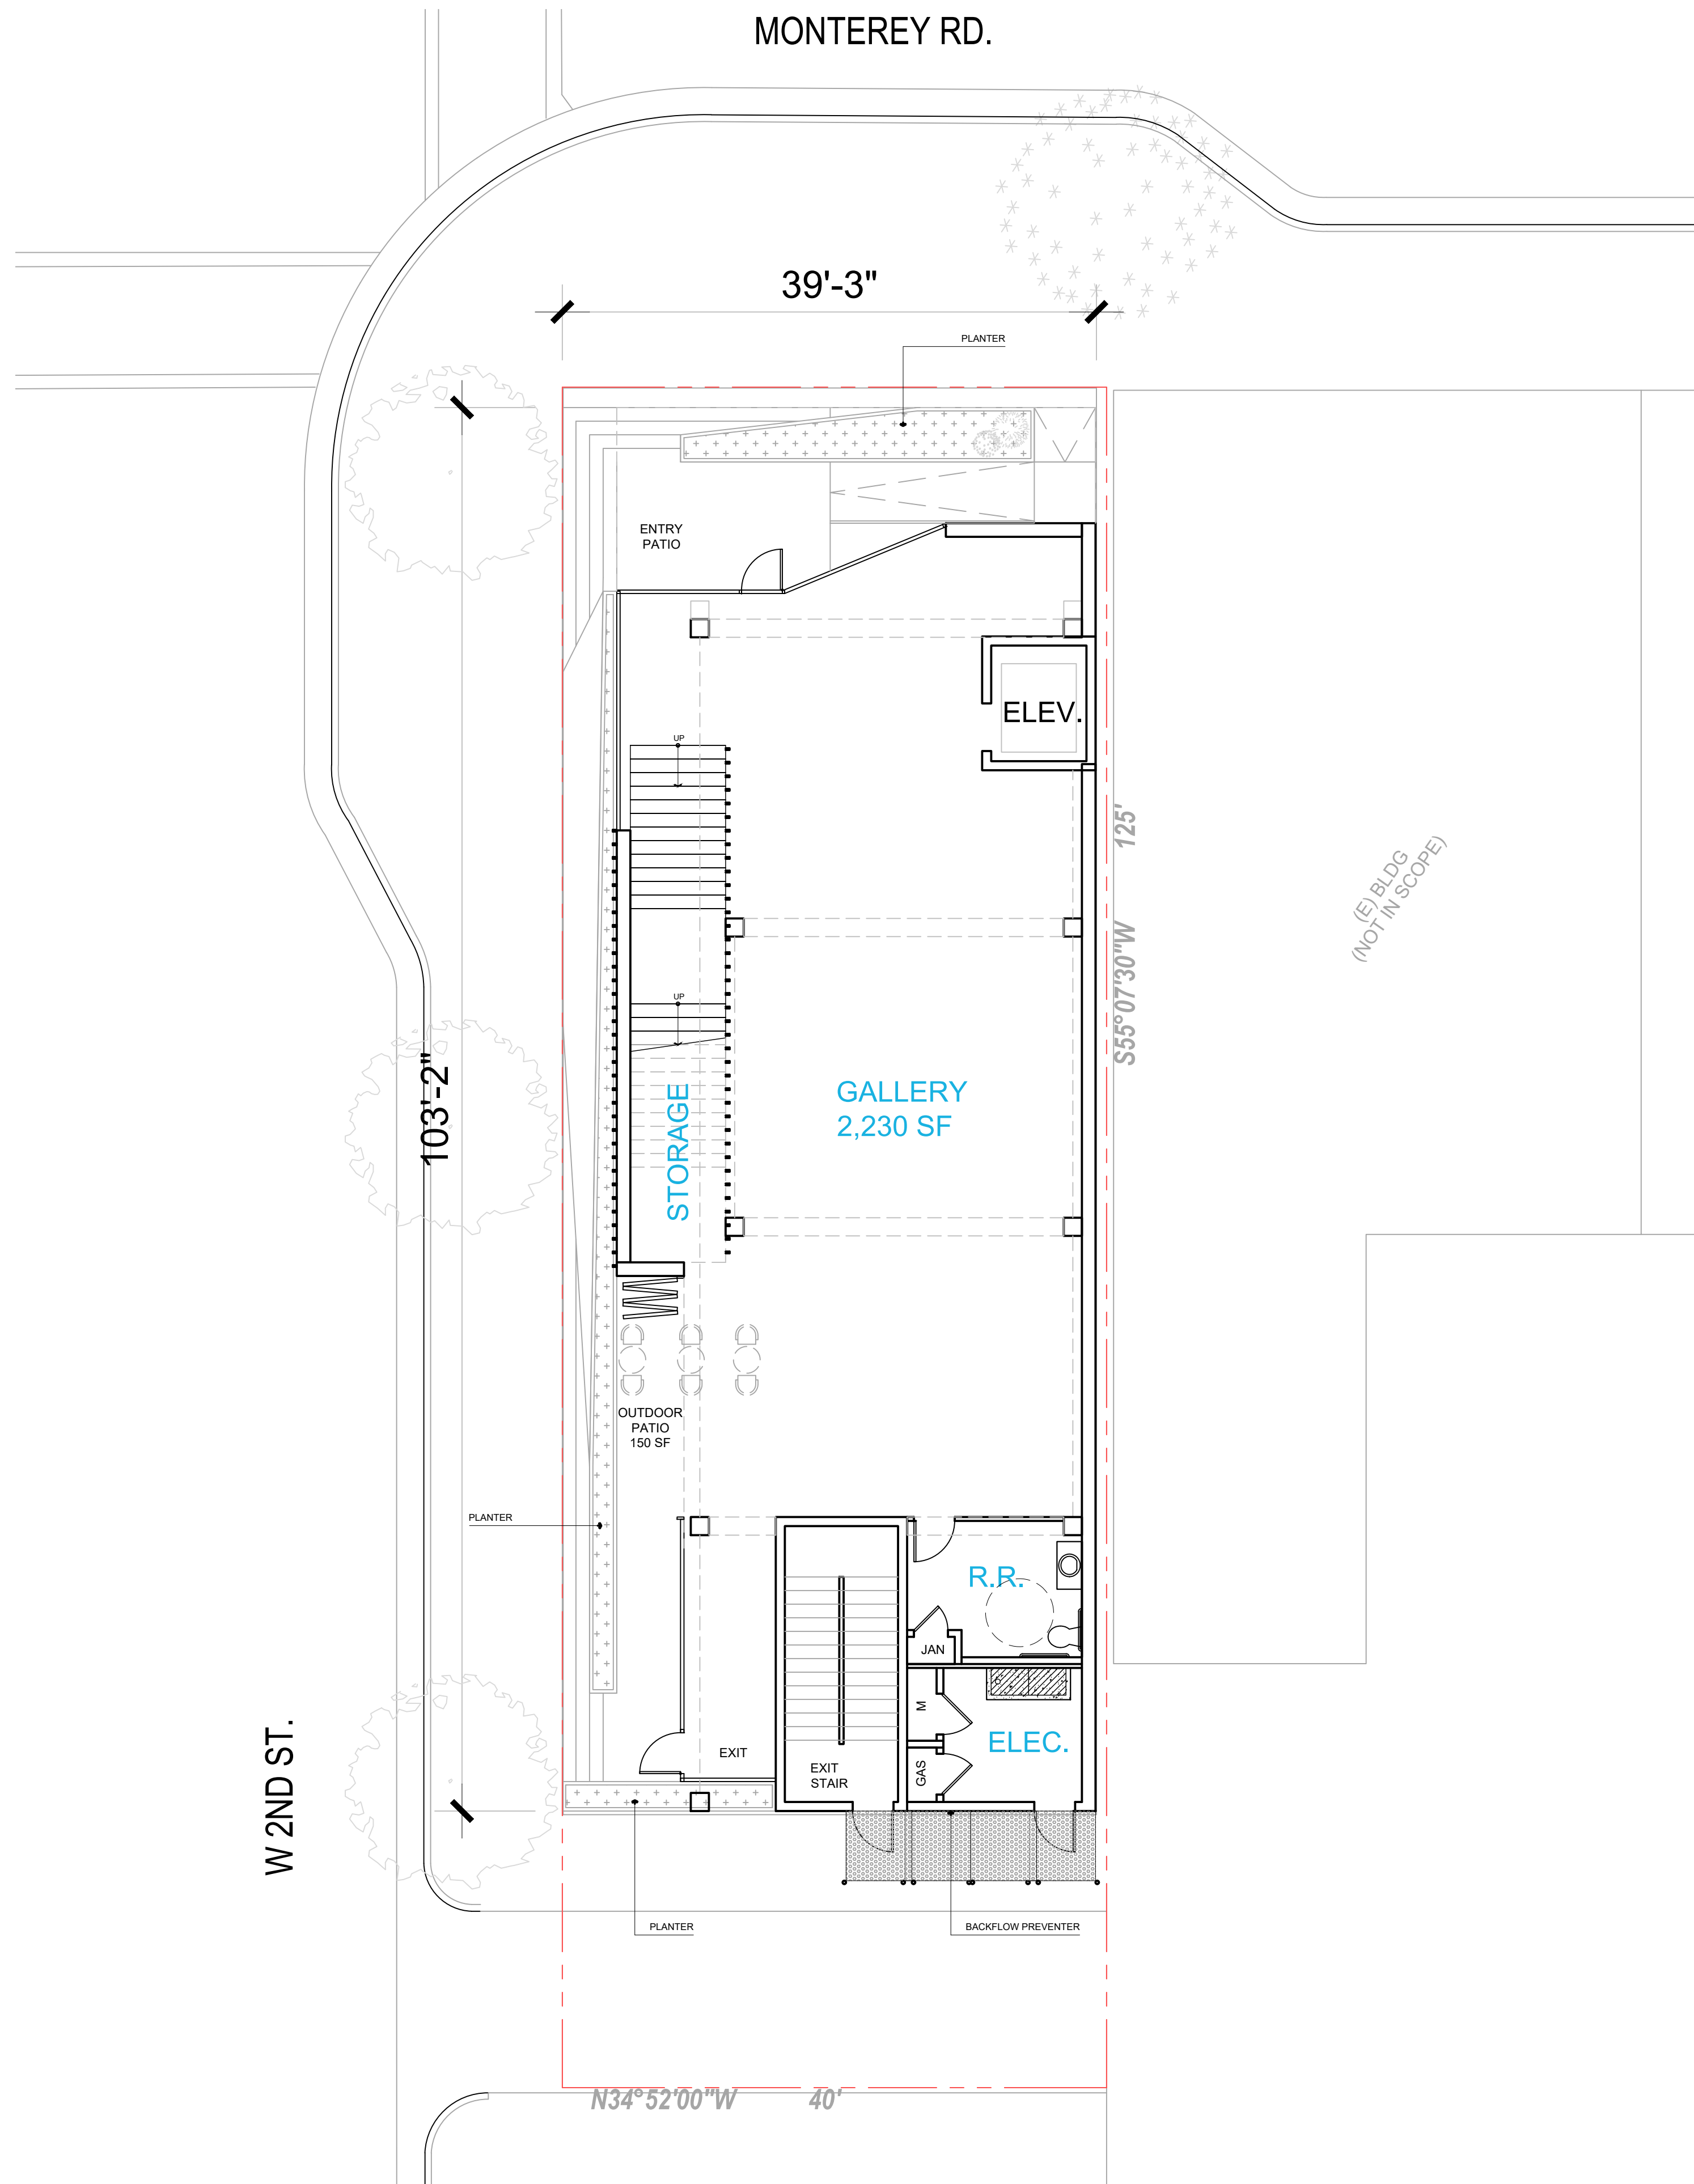 MONTEREY RD.
39'-3"
PLANTER
ENTRY
PATIO
ELEV.
UP
125'
S55°07'30"W
(E) BLDG
(NOT IN SCOPE)
UP
103'-2"
STORAGE
GALLERY
2,230 SF
OUTDOOR
PATIO
150 SF
PLANTER
R.R.
JAN
M
ELEC.
EXIT
GAS
EXIT
STAIR
W 2ND ST.
PLANTER
BACKFLOW PREVENTER
N34°52'00"W 40'